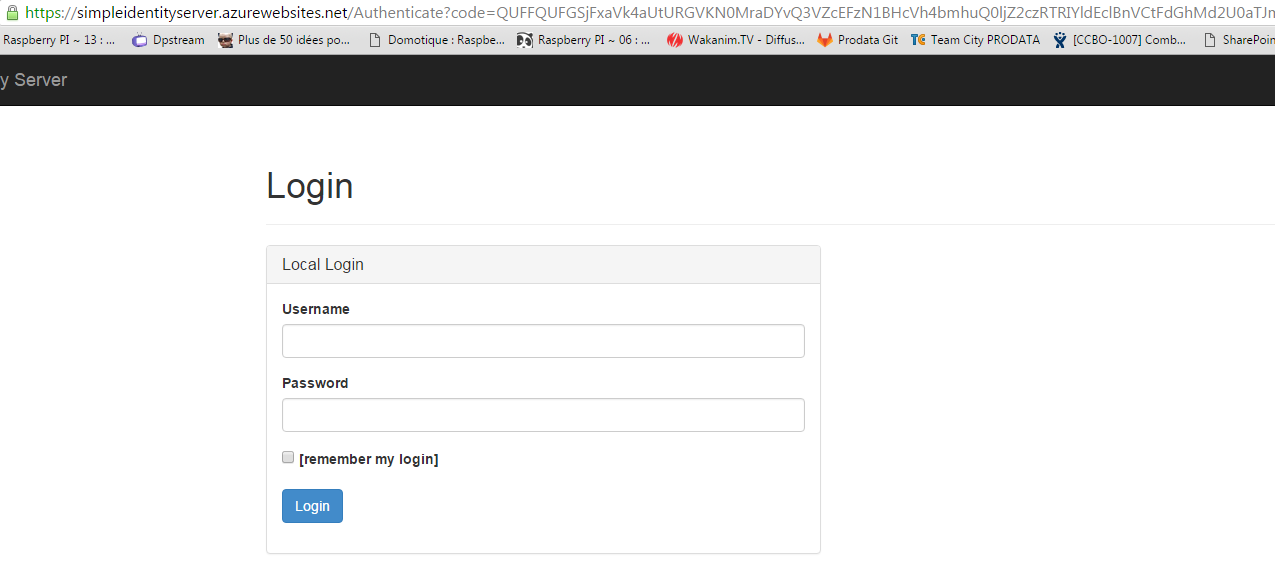 https://simpleidentityserver.azurewebsites.net/Authenticate?code=QUFFQUFGSjFxaVk4aUtURGVKN0MraDYvQ3VZcEFzN1BHcVh4bmhuQ0ljZ2czRTRIYldEclBnVCtFdGhMd2U0aTJm
Raspberry PI ~ 13 : ... Dpstream Plus de 50 idées po... Domotique : Raspbe... Raspberry PI ~ 06 : ... Wakanim.TV - Diffus... Prodata Git TC Team City PRODATA [CCBO-1007] Comb... SharePoin
y Server
Login
Local Login
Username
Password
[remember my login]
Login